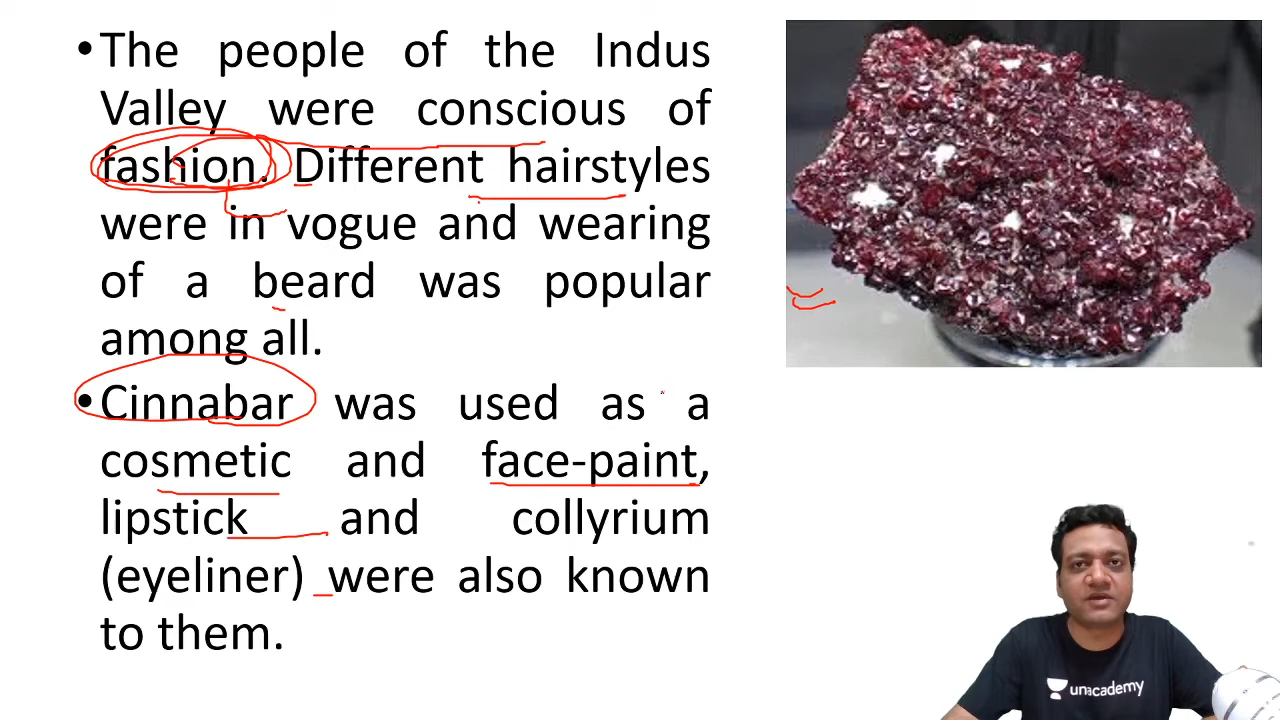 •The people of the Indus
Valley were conscious of
fashion. Different hairstyles
were in vogue and wearing
of a beard was popular
among all.
•Cinnabar was used as a
cosmetic and face-paint,
lipstick and collyrium
(eyeliner) were also known
to them.
unacademy